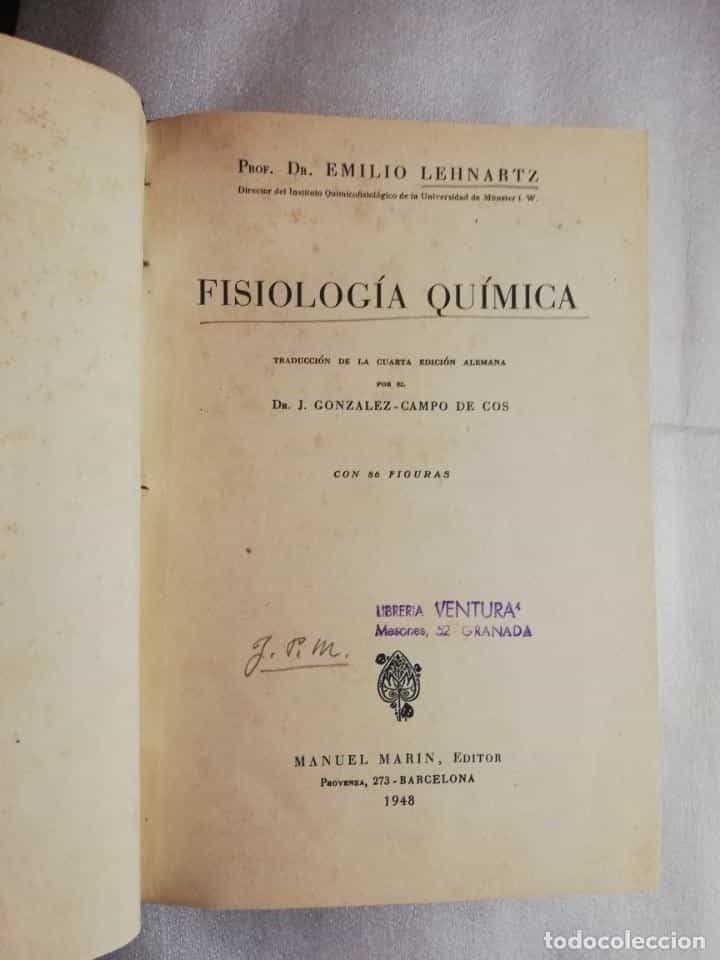 Prof. Dr. EMILIO LEHNARTZ
Director del Instituto Químicofisiológico de la Universidad de Münster i. W.
FISIOLOGÍA QUÍMICA
TRADUCCIÓN DE LA CUARTA EDICIÓN ALEMANA
POR EL
Dr. J. GONZALEZ-CAMPO DE COS
CON 86 FIGURAS
LIBRERIA VENTURA
Mesones, 52 GRANADA
J. P. M.
MANUEL MARIN, Editor
Provenza, 273 - BARCELONA
1948
todocoleccion
todocoleccion.net